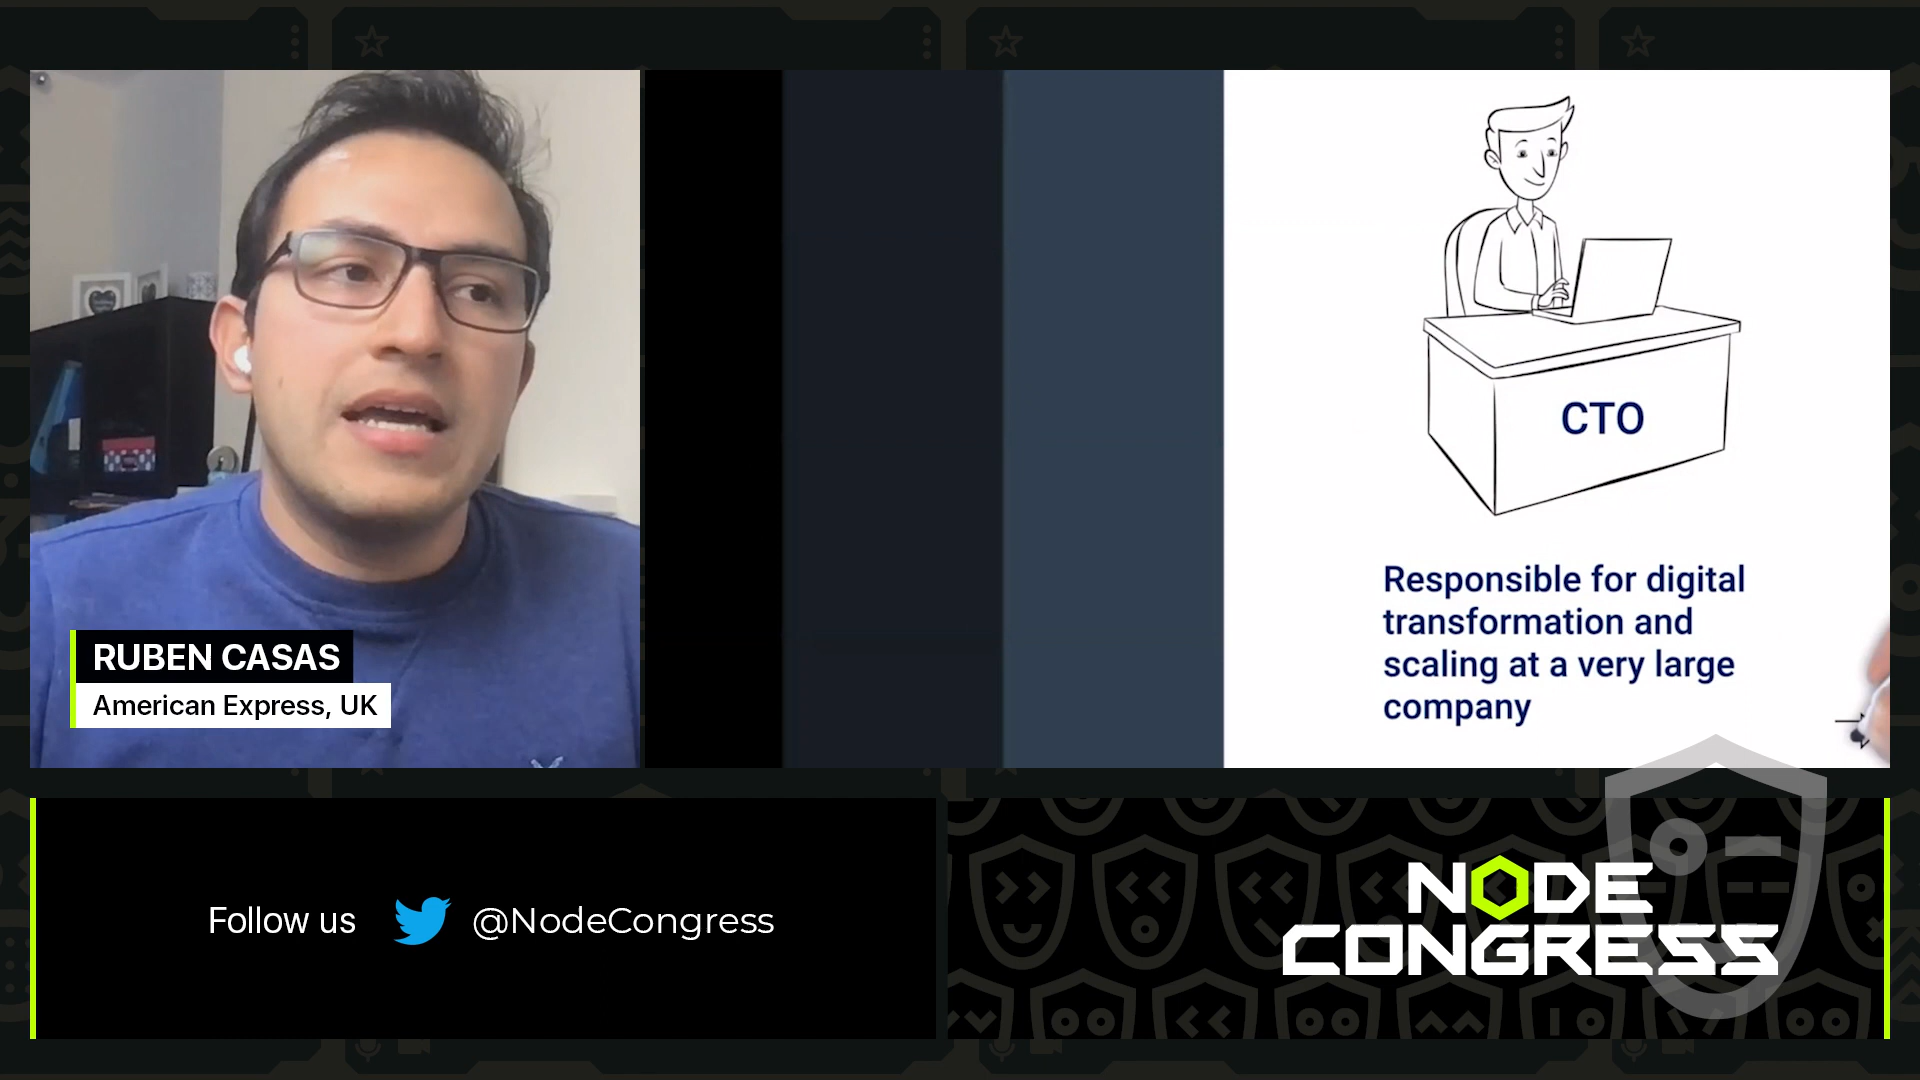 RUBEN CASAS
American Express, UK
CTO
Responsible for digital
transformation and
scaling at a very large
company
Follow us
@NodeCongress
NODE
CONGRESS